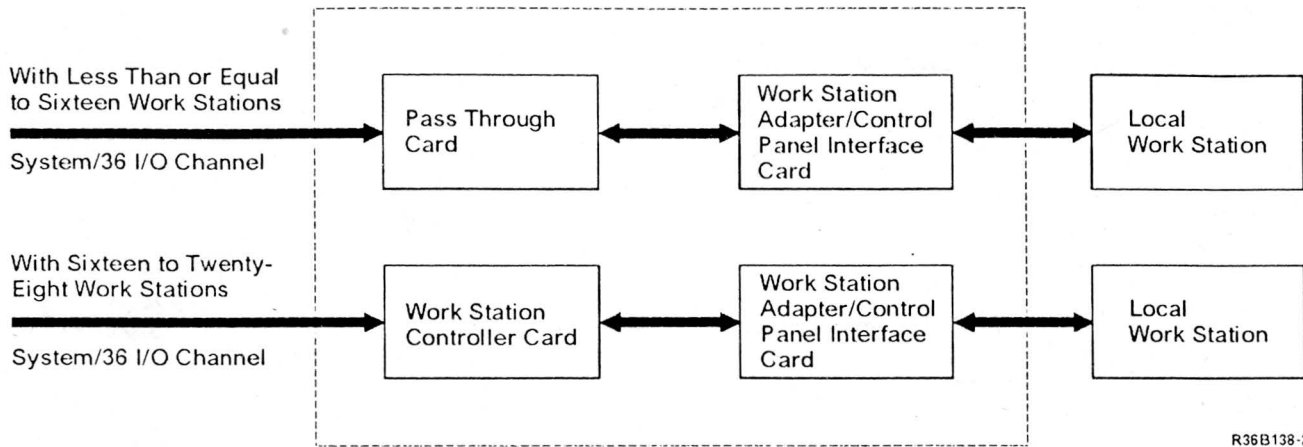 With Less Than or Equal
to Sixteen Work Stations
System/36 I/O Channel
Pass Through
Card
Work Station
Adapter/Control
Panel Interface
Card
Local
Work Station
With Sixteen to Twenty-
Eight Work Stations
System/36 I/O Channel
Work Station
Controller Card
Work Station
Adapter/Control
Panel Interface
Card
Local
Work Station